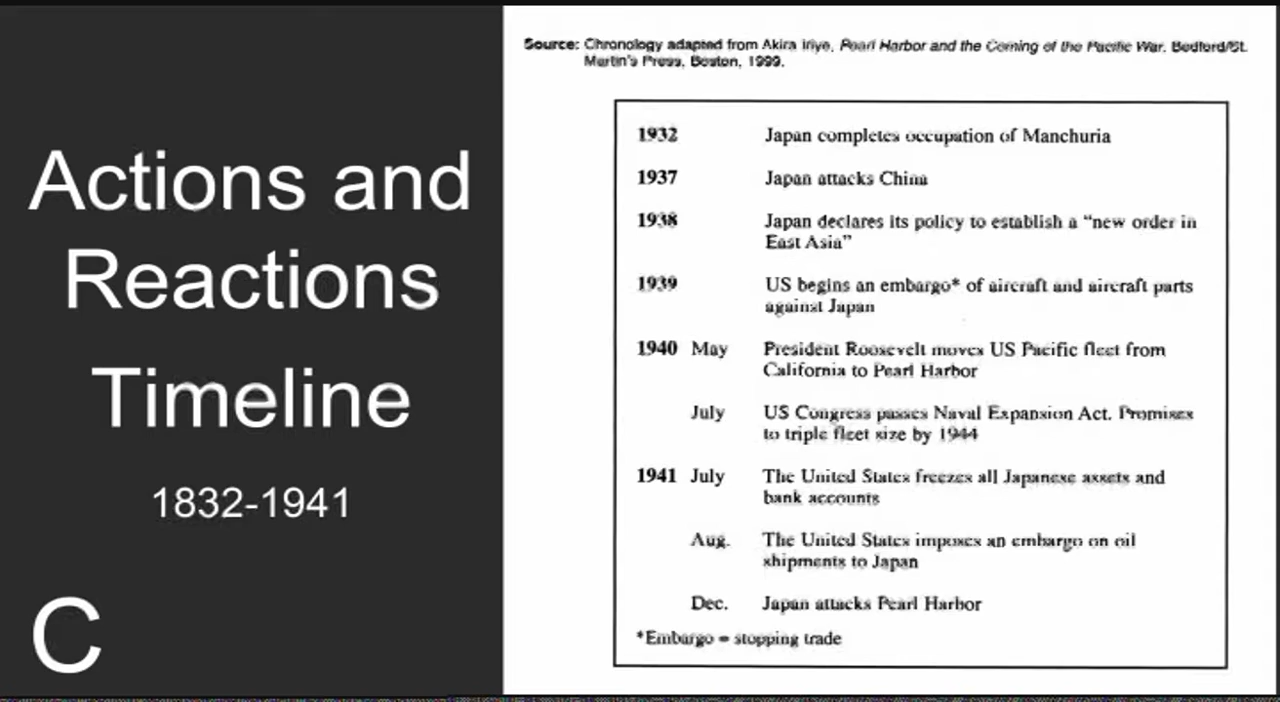 Actions and
Reactions
Timeline
1832-1941
C
Source: Chronology adapted from Akira Iriye, Pearl Harbor and the Coming of the Pacific War, Bedford/St.
Martin's Press, Boston, 1999.
1932 Japan completes occupation of Manchuria
1937 Japan attacks China
1938 Japan declares its policy to establish a "new order in
East Asia"
1939 US begins an embargo* of aircraft and aircraft parts
against Japan
1940 May President Roosevelt moves US Pacific fleet from
California to Pearl Harbor
July US Congress passes Naval Expansion Act. Promises
to triple fleet size by 1944
1941 July The United States freezes all Japanese assets and
bank accounts
Aug. The United States imposes an embargo on oil
shipments to Japan
Dec. Japan attacks Pearl Harbor
*Embargo = stopping trade